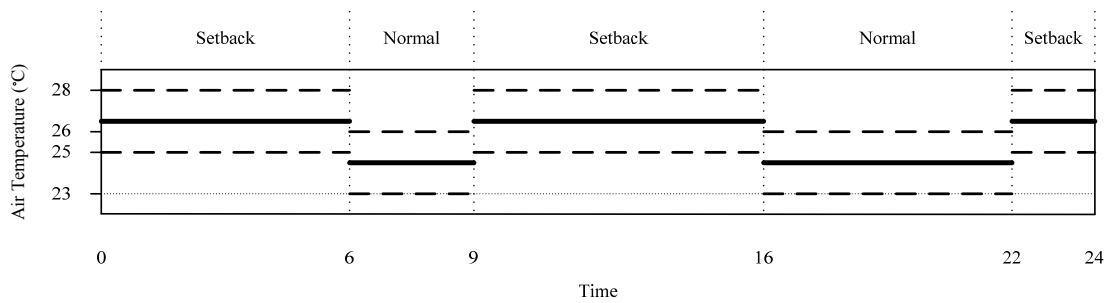 Setback Normal Setback Normal Setback
Air Temperature (°C)
28
26
25
23
0 6 9 16 22 24
Time